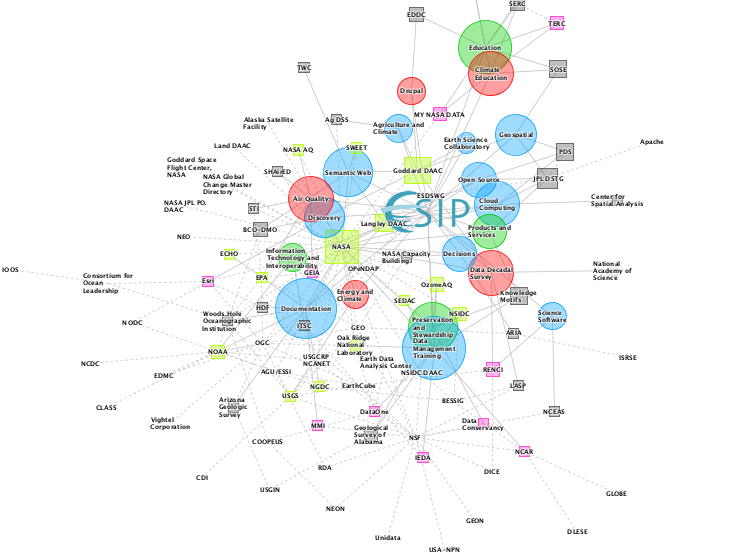 SERC
EDDC
TERC
Education
TWC
Climate
Education
SOSE
Drupal
MY NASA DATA
Alaska Satellite
Facility
Ag DSS
Agriculture and
Climate
Geospatial
Earth Science
Collaboratory
Apache
Land DAAC
NASA AQ
SWEET
PDS
Goddard Space
Flight Center,
NASA
SHAirED
Semantic Web
Goddard DAAC
Open Source
JPL DSTG
NASA Global
Change Master
Directory
Air Quality
ESDSWG
Cloud
Computing
Center for
Spatial Analysis
NASA JPL PO.
DAAC
STI
Discovery
Langley DAAC
ESIP
BCO-DMO
Products and
Services
NEO
NASA
ECHO
Information
Technology and
Interoperability
NASA Capacity
Building
Decisions
IOOS
Consortium for
Ocean
Leadership
Esri
EPA
GEIA
OPeNDAP
Data Decadal
Survey
National
Academy of
Science
OzoneAQ
Energy and
Climate
SEDAC
Knowledge
Motifs
HDF
Documentation
Woods Hole
Oceanographic
Institution
NSIDC
Science
Software
NODC
ITSC
GEO
Preservation
and
Stewardship
ARIA
OGC
Oak Ridge
National
Laboratory
Data
Management
Training
NOAA
USGCRP
NCANET
Earth Data
Analysis Center
ISRSE
NCDC
EDMC
AGU/ESSI
NSIDC DAAC
RENCI
NGDC
EarthCube
LASP
USGS
CLASS
Arizona
Geologic
Survey
BESSIG
DataOne
NCEAS
Vightel
Corporation
MMI
Geological
Survey of
Alabama
Data
Conservancy
COOPEUS
NSF
NCAR
IEDA
CDI
RDA
DICE
USGIN
GLOBE
NEON
GEON
DLESE
Unidata
USA-NPN